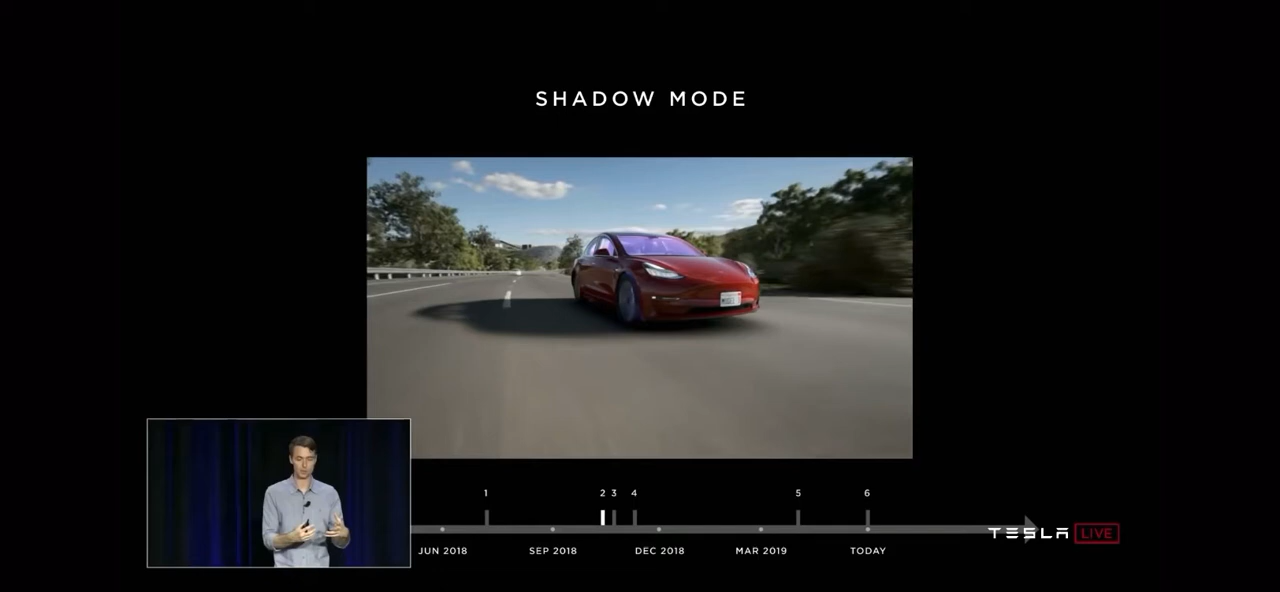 SHADOW MODE
1 2 3 4 5 6
JUN 2018 SEP 2018 DEC 2018 MAR 2019 TODAY
TESLA LIVE